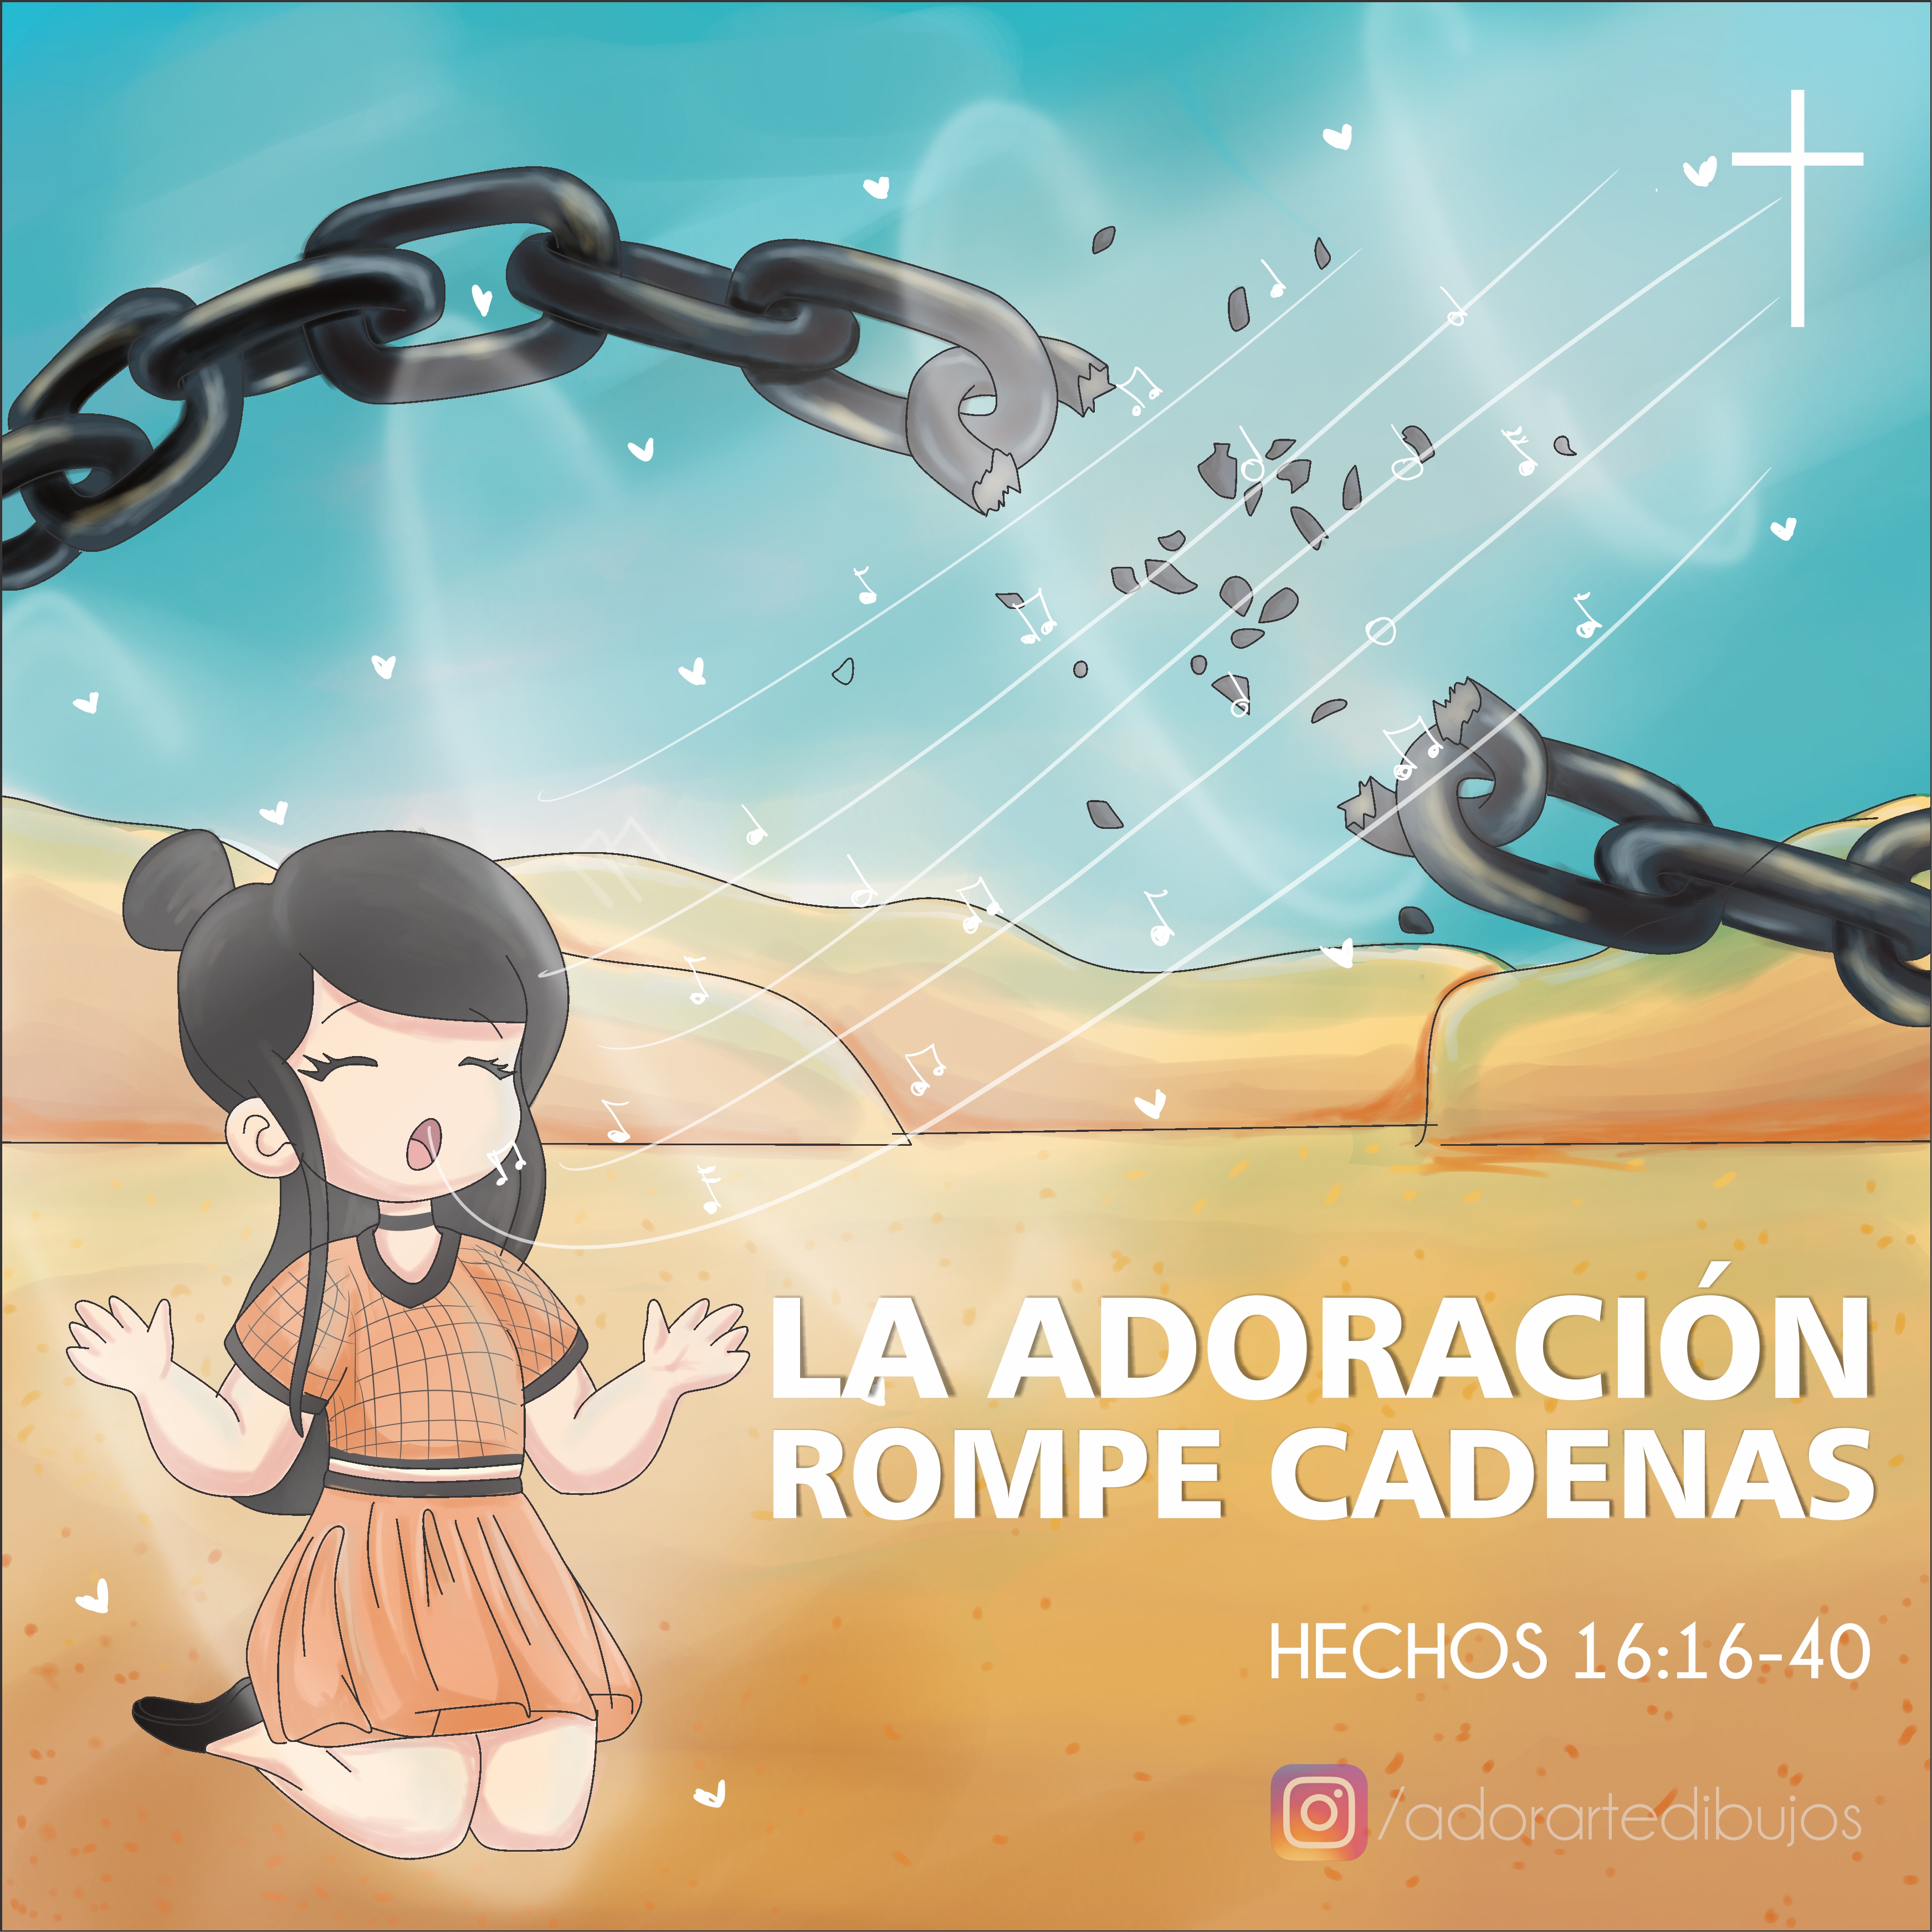 LA ADORACIÓN
ROMPE CADENAS
HECHOS 16:16-40
/adorartedibujos